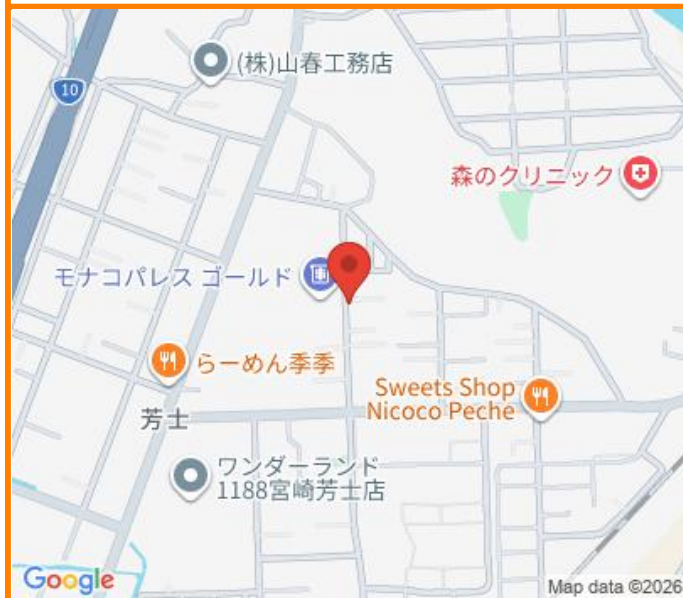 (株)山春工務店
10
森のクリニック
モナコパレス ゴールド
らーめん季季
Sweets Shop
Nicoco Peche
芳士
ワンダーランド
1188宮崎芳士店
Google
Map data ©2026